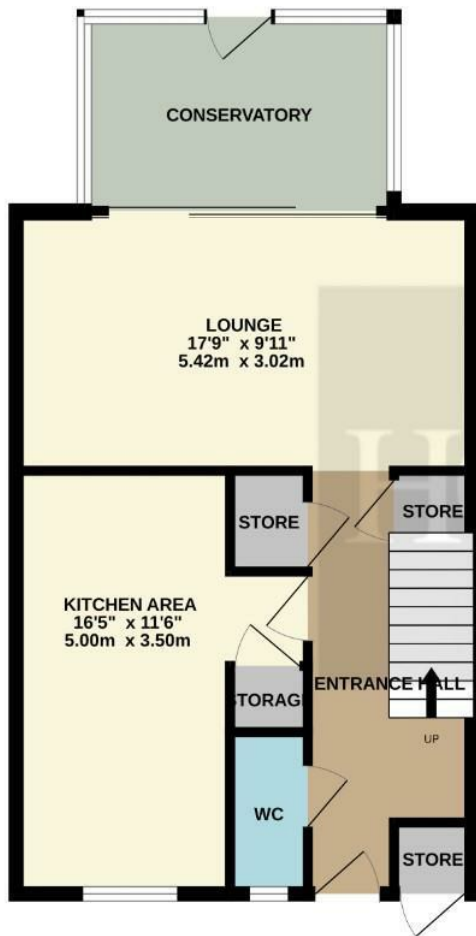 CONSERVATORY
LOUNGE
17'9" x 9'11"
5.42m x 3.02m
STORE
STORE
KITCHEN AREA
16'5" x 11'6"
5.00m x 3.50m
ENTRANCE HALL
STORAGE
UP
WC
STORE